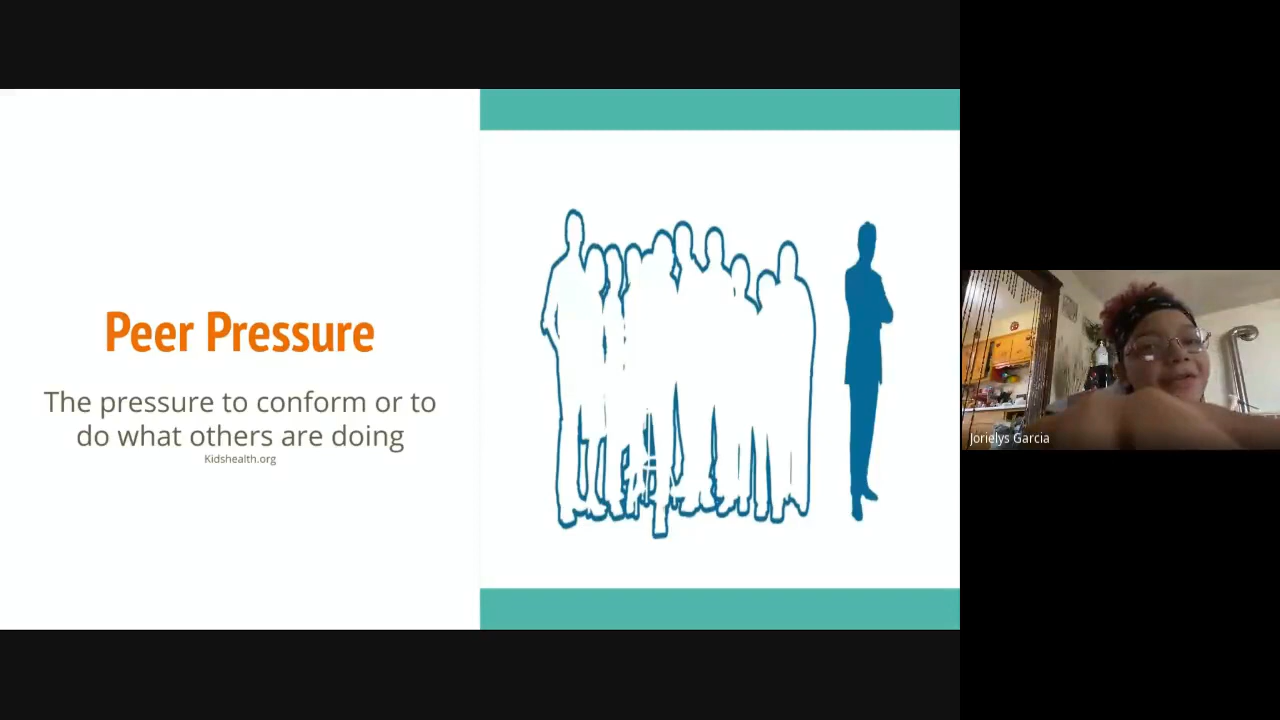 Peer Pressure
The pressure to conform or to
do what others are doing
Kidshealth.org
Jorielys Garcia